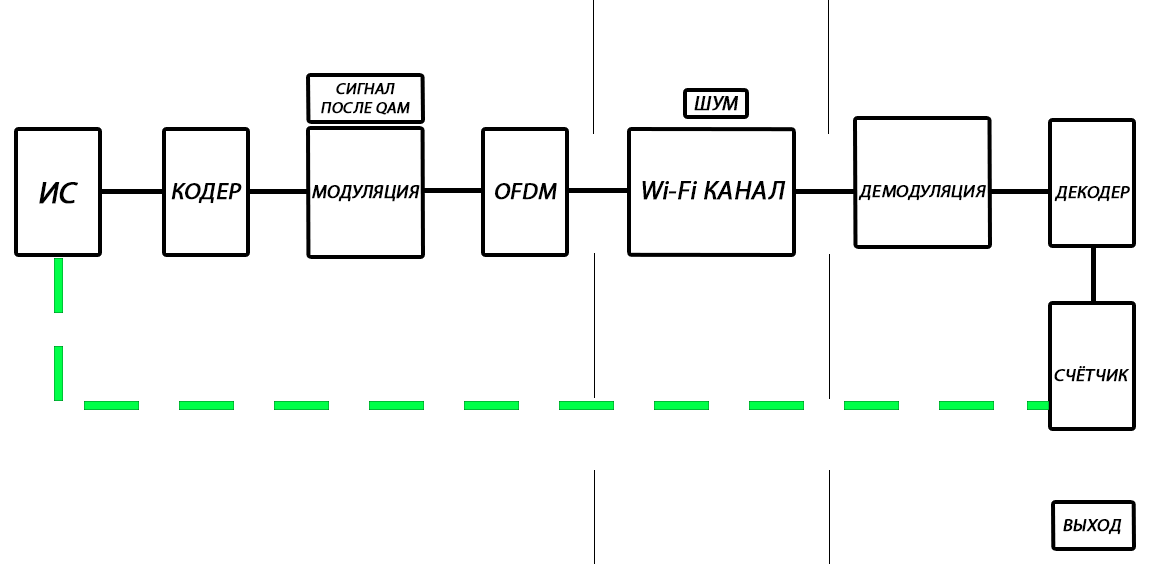 СИГНАЛ
ПОСЛЕ QAM
ШУМ
ИС
КОДЕР
МОДУЛЯЦИЯ
OFDM
Wi-Fi КАНАЛ
ДЕМОДУЛЯЦИЯ
ДЕКОДЕР
СЧЁТЧИК
ВЫХОД